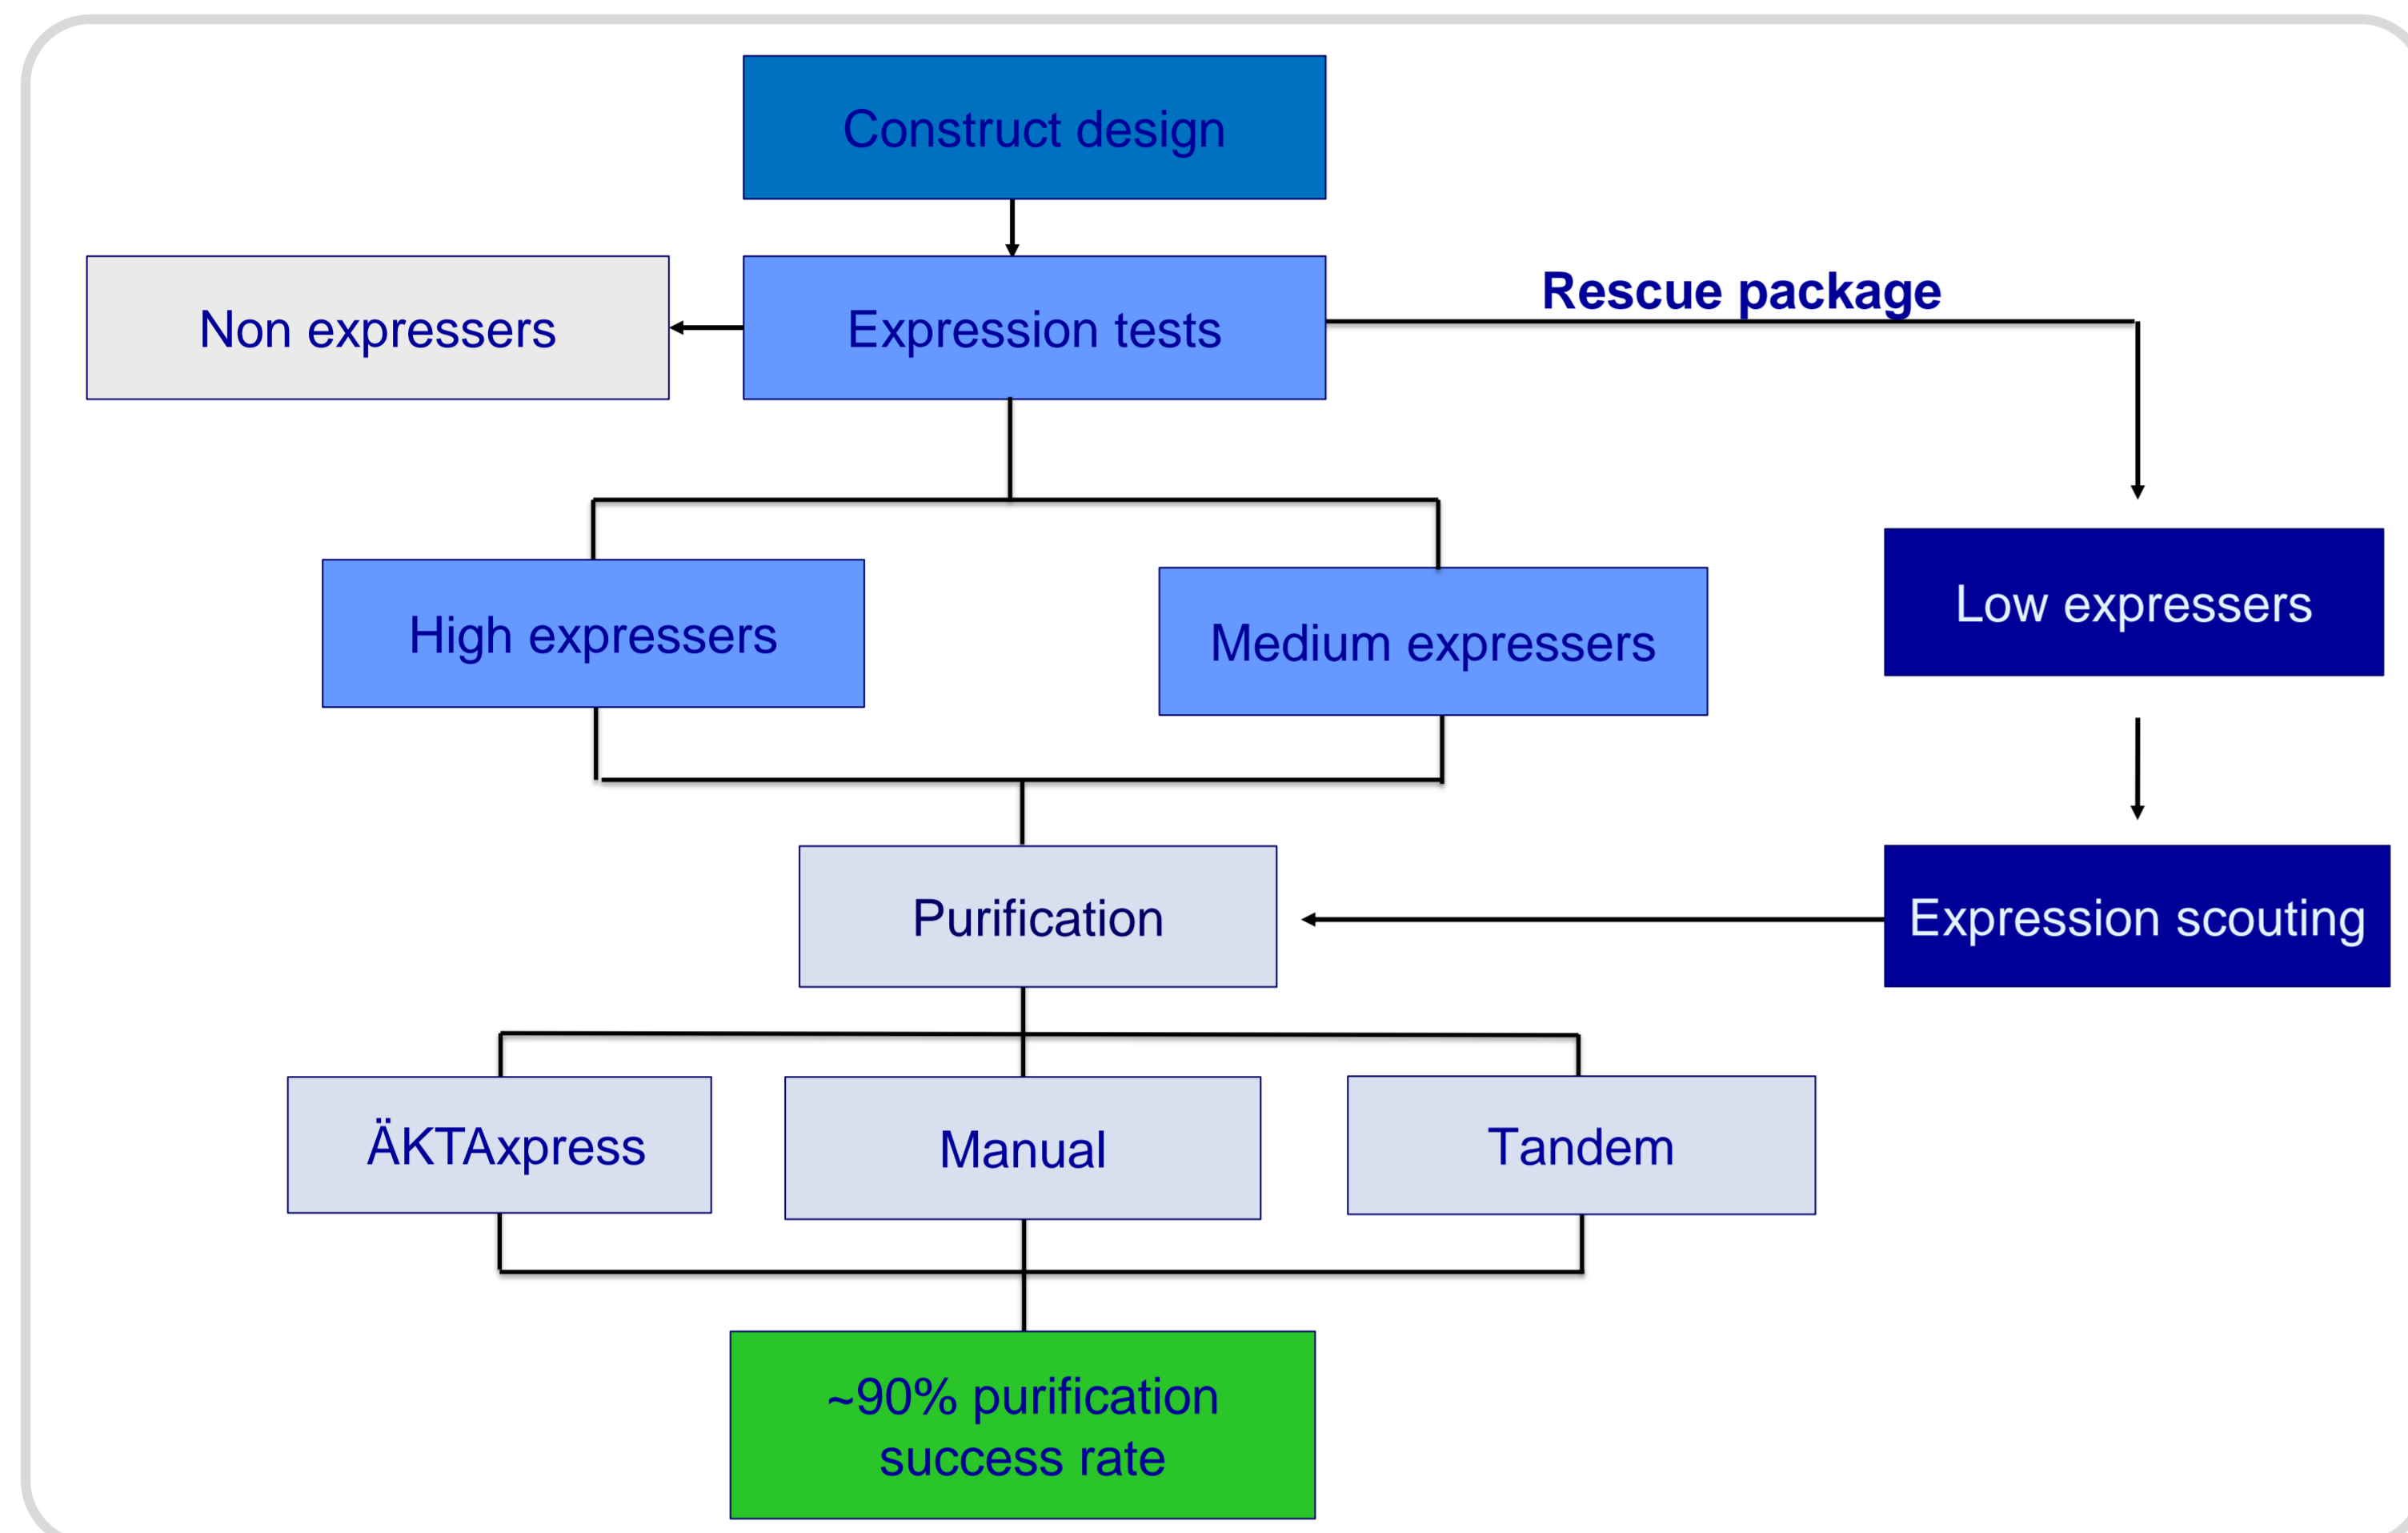 Construct design
Non expressers
Expression tests
Rescue package
High expressers
Medium expressers
Low expressers
Purification
Expression scouting
ÄKTAxpress
Manual
Tandem
~90% purification
success rate